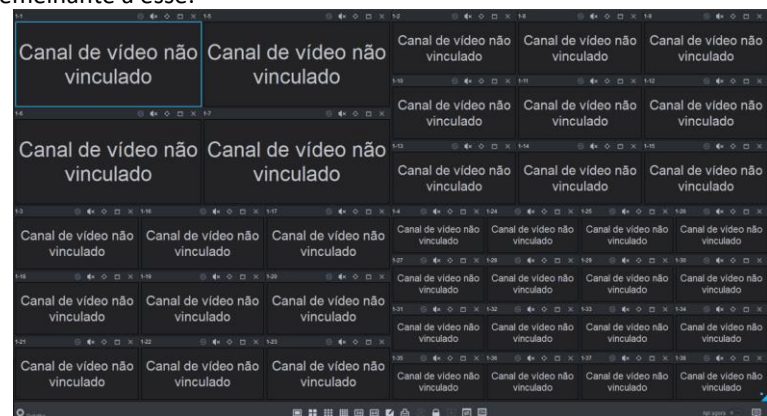 emelhante a esse:
1-1
Canal de vídeo não
vinculado
1-5
Canal de vídeo não
vinculado
1-6
Canal de vídeo não
vinculado
1-7
Canal de vídeo não
vinculado
1-2
Canal de vídeo não
vinculado
1-8
Canal de vídeo não
vinculado
1-9
Canal de vídeo não
vinculado
1-10
Canal de vídeo não
vinculado
1-11
Canal de vídeo não
vinculado
1-12
Canal de vídeo não
vinculado
1-13
Canal de vídeo não
vinculado
1-14
Canal de vídeo não
vinculado
1-15
Canal de vídeo não
vinculado
1-3
Canal de vídeo não
vinculado
1-16
Canal de vídeo não
vinculado
1-17
Canal de vídeo não
vinculado
1-18
Canal de vídeo não
vinculado
1-19
Canal de vídeo não
vinculado
1-20
Canal de vídeo não
vinculado
1-21
Canal de vídeo não
vinculado
1-22
Canal de vídeo não
vinculado
1-23
Canal de vídeo não
vinculado
1-4
Canal de vídeo não
vinculado
1-24
Canal de vídeo não
vinculado
1-25
Canal de vídeo não
vinculado
1-26
Canal de vídeo não
vinculado
1-27
Canal de vídeo não
vinculado
1-28
Canal de vídeo não
vinculado
1-29
Canal de vídeo não
vinculado
1-30
Canal de vídeo não
vinculado
1-31
Canal de vídeo não
vinculado
1-32
Canal de vídeo não
vinculado
1-33
Canal de vídeo não
vinculado
1-34
Canal de vídeo não
vinculado
1-35
Canal de vídeo não
vinculado
1-36
Canal de vídeo não
vinculado
1-37
Canal de vídeo não
vinculado
1-38
Canal de vídeo não
vinculado